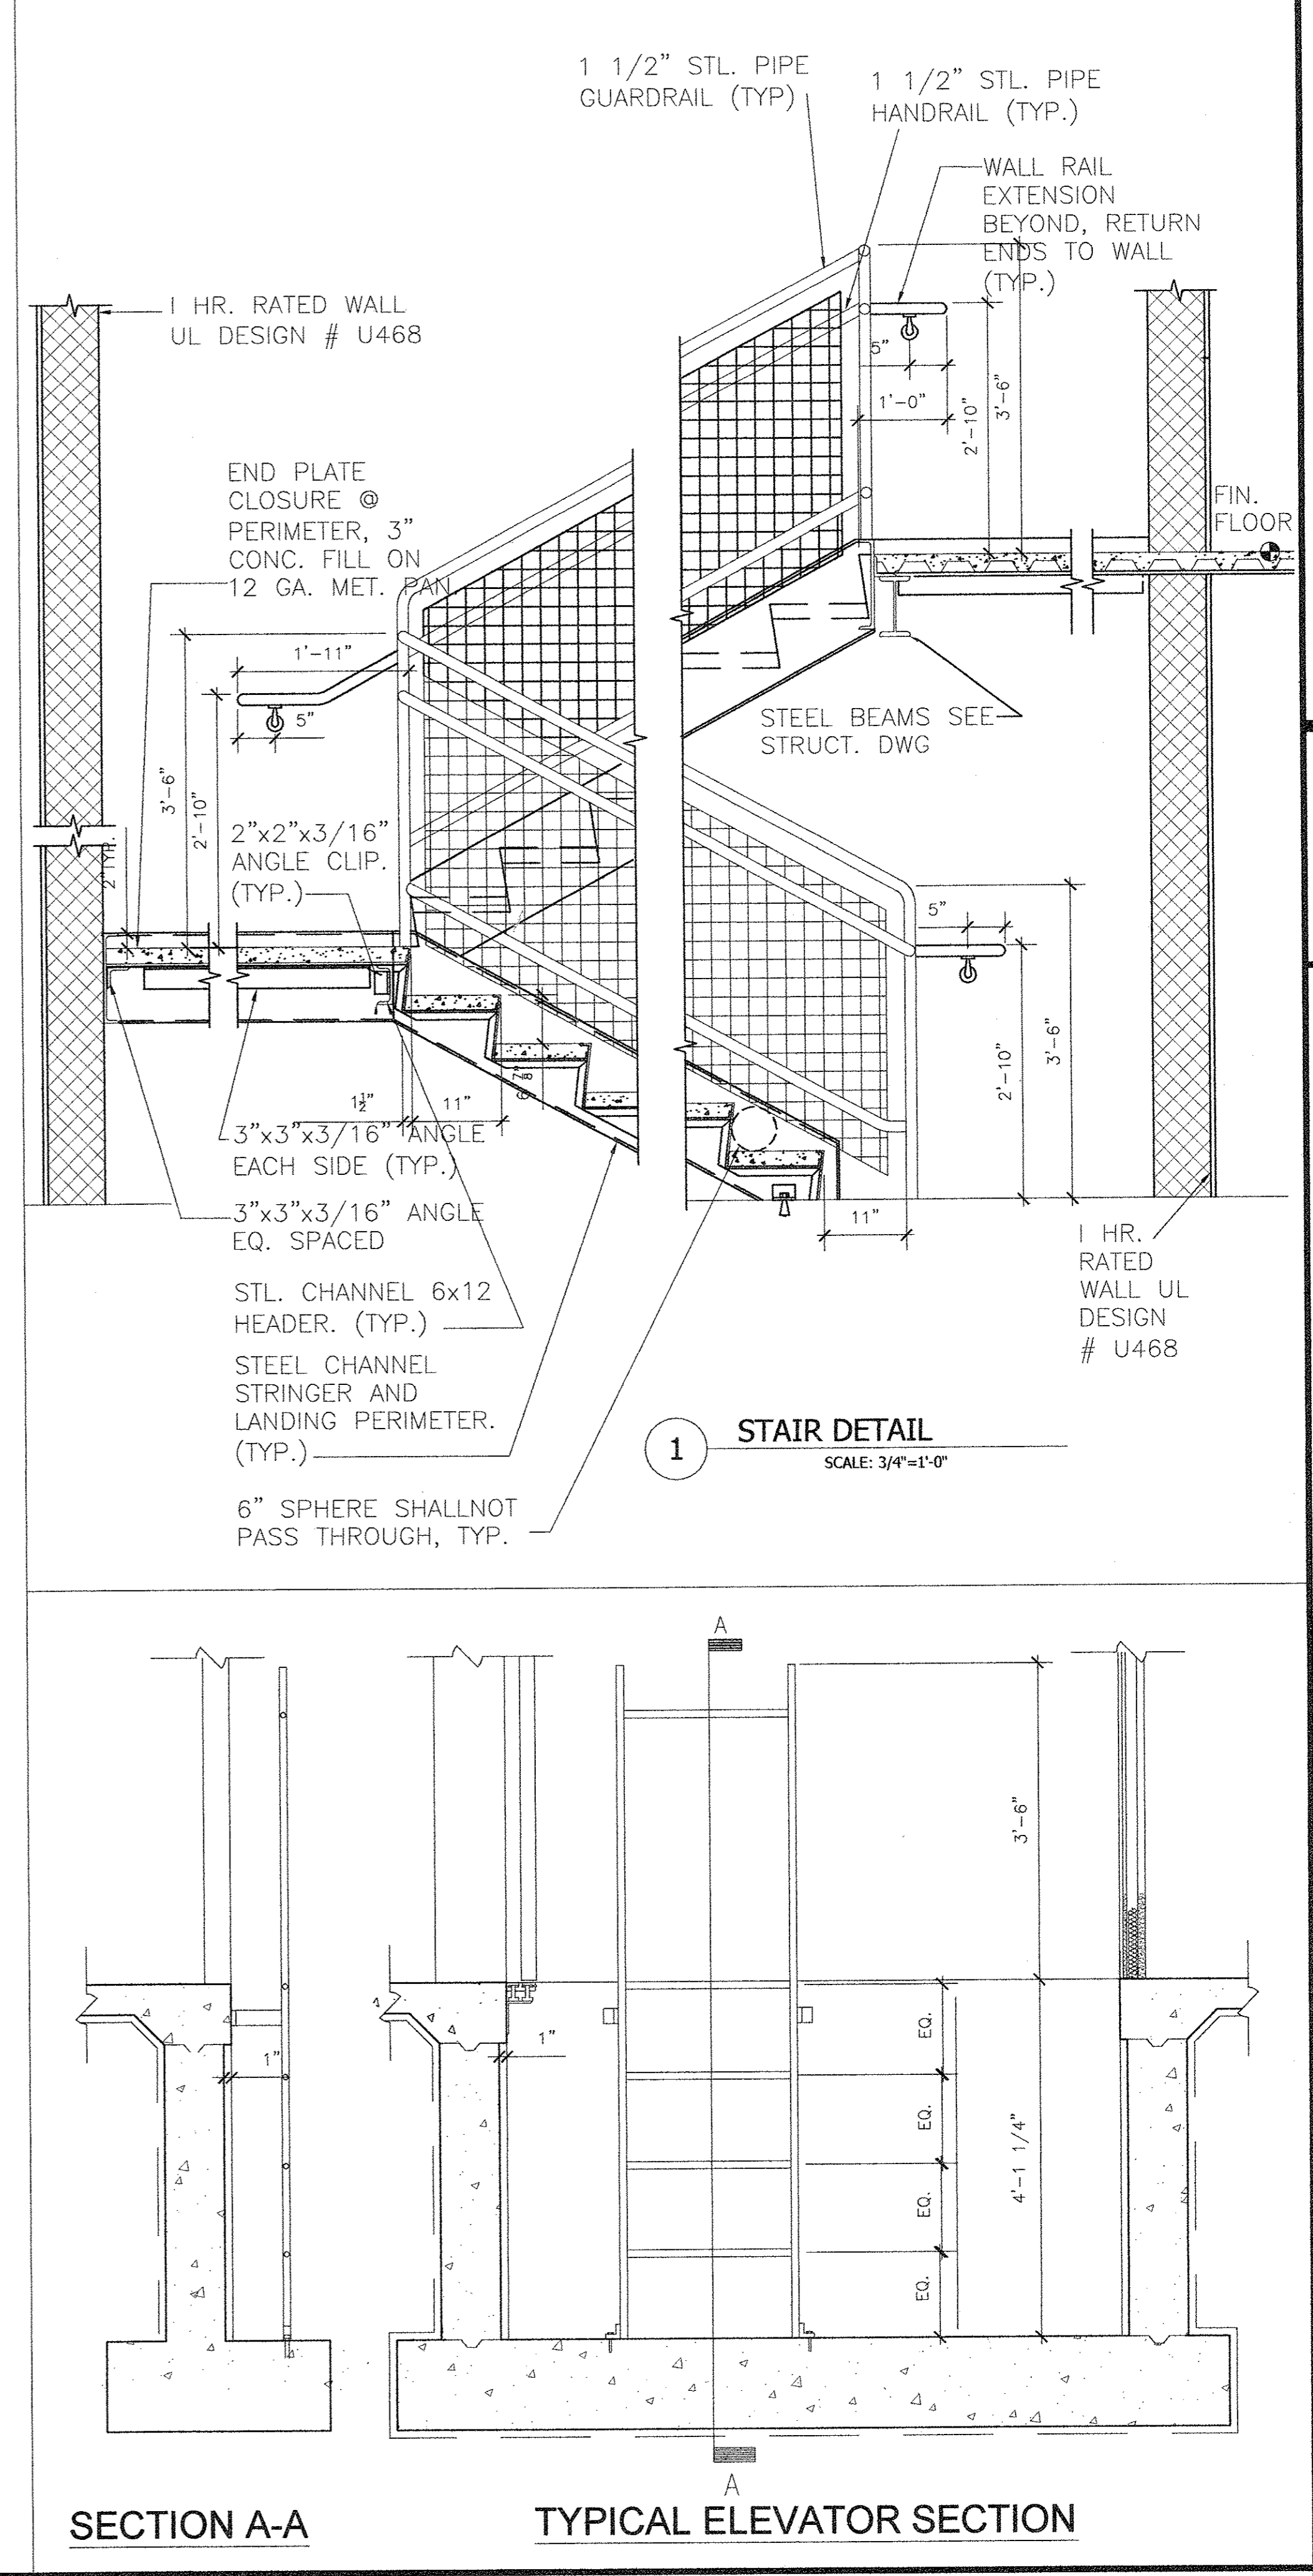 1 1/2" STL. PIPE
GUARDRAIL (TYP)
1 1/2" STL. PIPE
HANDRAIL (TYP.)
WALL RAIL
EXTENSION
BEYOND, RETURN
ENDS TO WALL
(TYP.)
1 HR. RATED WALL
UL DESIGN # U468
5"
1'-0"
2'-10"
3'-6"
END PLATE
CLOSURE @
PERIMETER, 3"
CONC. FILL ON
12 GA. MET. PAN
FIN.
FLOOR
1'-11"
5"
3'-6"
2'-10"
STEEL BEAMS SEE
STRUCT. DWG
2"x2"x3/16"
ANGLE CLIP.
(TYP.)
2" TYP.
5"
2'-10"
3'-6"
1½"
11"
6 7/8"
3"x3"x3/16" ANGLE
EACH SIDE (TYP.)
3"x3"x3/16" ANGLE
EQ. SPACED
11"
STL. CHANNEL 6x12
HEADER. (TYP.)
STEEL CHANNEL
STRINGER AND
LANDING PERIMETER.
(TYP.)
6" SPHERE SHALLNOT
PASS THROUGH, TYP.
1 HR.
RATED
WALL UL
DESIGN
# U468
1
STAIR DETAIL
SCALE: 3/4"=1'-0"
A
3'-6"
1"
1"
EQ.
EQ.
EQ.
EQ.
4'-1 1/4"
A
SECTION A-A
TYPICAL ELEVATOR SECTION